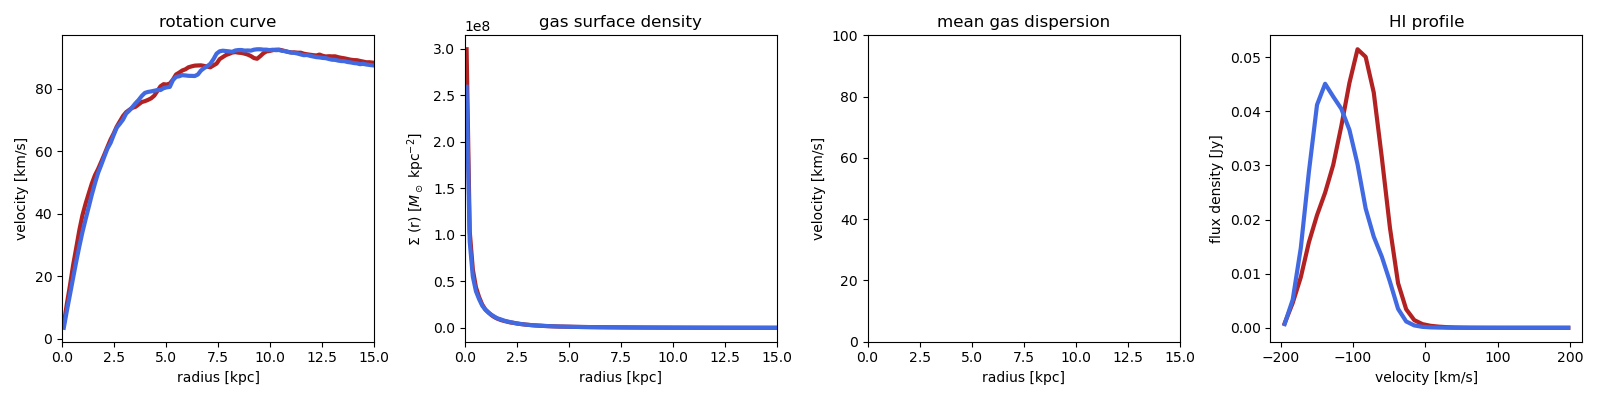 rotation curve
velocity [km/s]
80
60
40
20
0
0.0 2.5 5.0 7.5 10.0 12.5 15.0
radius [kpc]
gas surface density
1e8
Σ (r) [M⊙ kpc⁻²]
3.0
2.5
2.0
1.5
1.0
0.5
0.0
0.0 2.5 5.0 7.5 10.0 12.5 15.0
radius [kpc]
mean gas dispersion
velocity [km/s]
100
80
60
40
20
0
0.0 2.5 5.0 7.5 10.0 12.5 15.0
radius [kpc]
HI profile
flux density [Jy]
0.05
0.04
0.03
0.02
0.01
0.00
−200 −100 0 100 200
velocity [km/s]